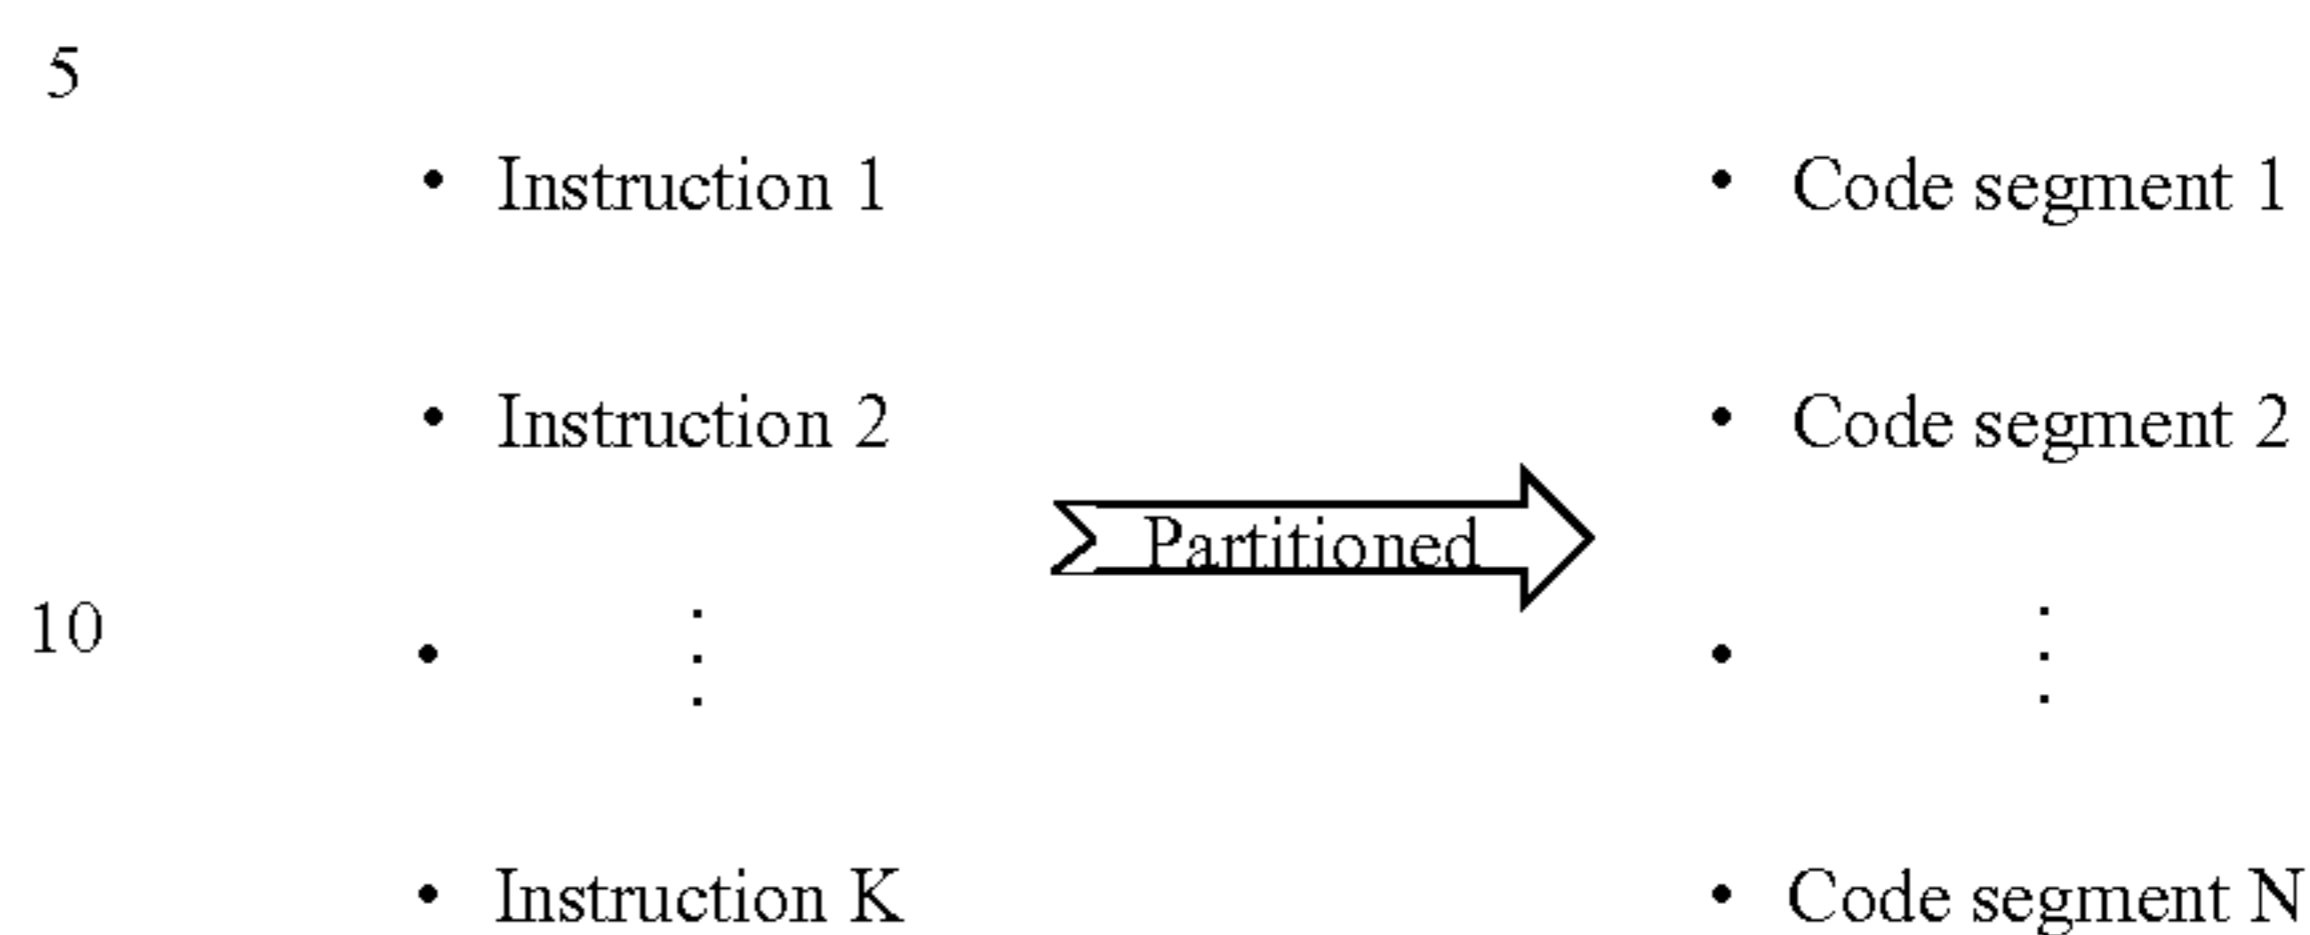 5
• Instruction 1
• Code segment 1
• Instruction 2
• Code segment 2
Partitioned
10
• ⋮
• ⋮
• Instruction K
• Code segment N